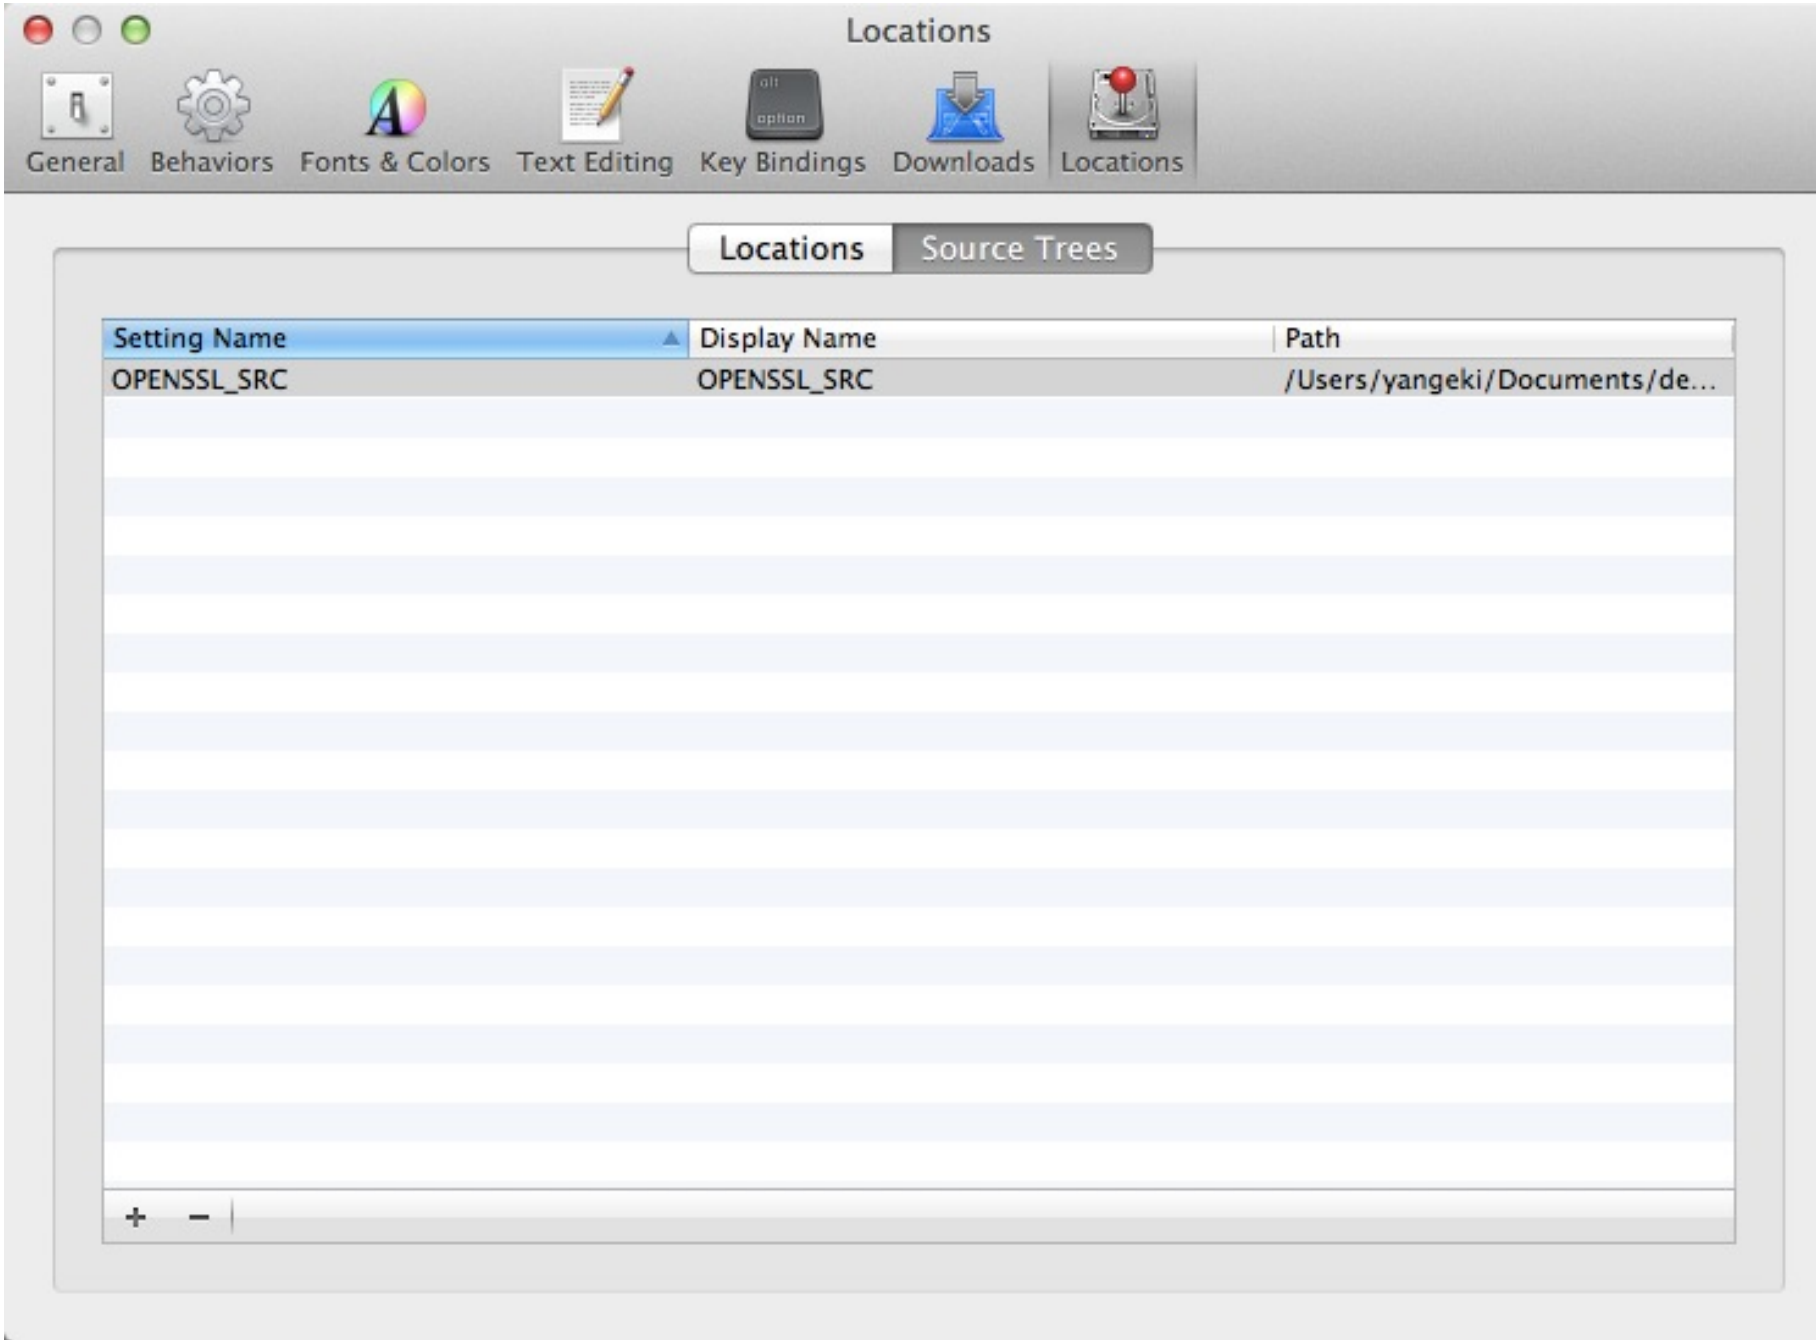 Locations
alt
option
General Behaviors Fonts & Colors Text Editing Key Bindings Downloads Locations
Locations Source Trees
Setting Name Display Name Path
OPENSSL_SRC OPENSSL_SRC /Users/yangeki/Documents/de...